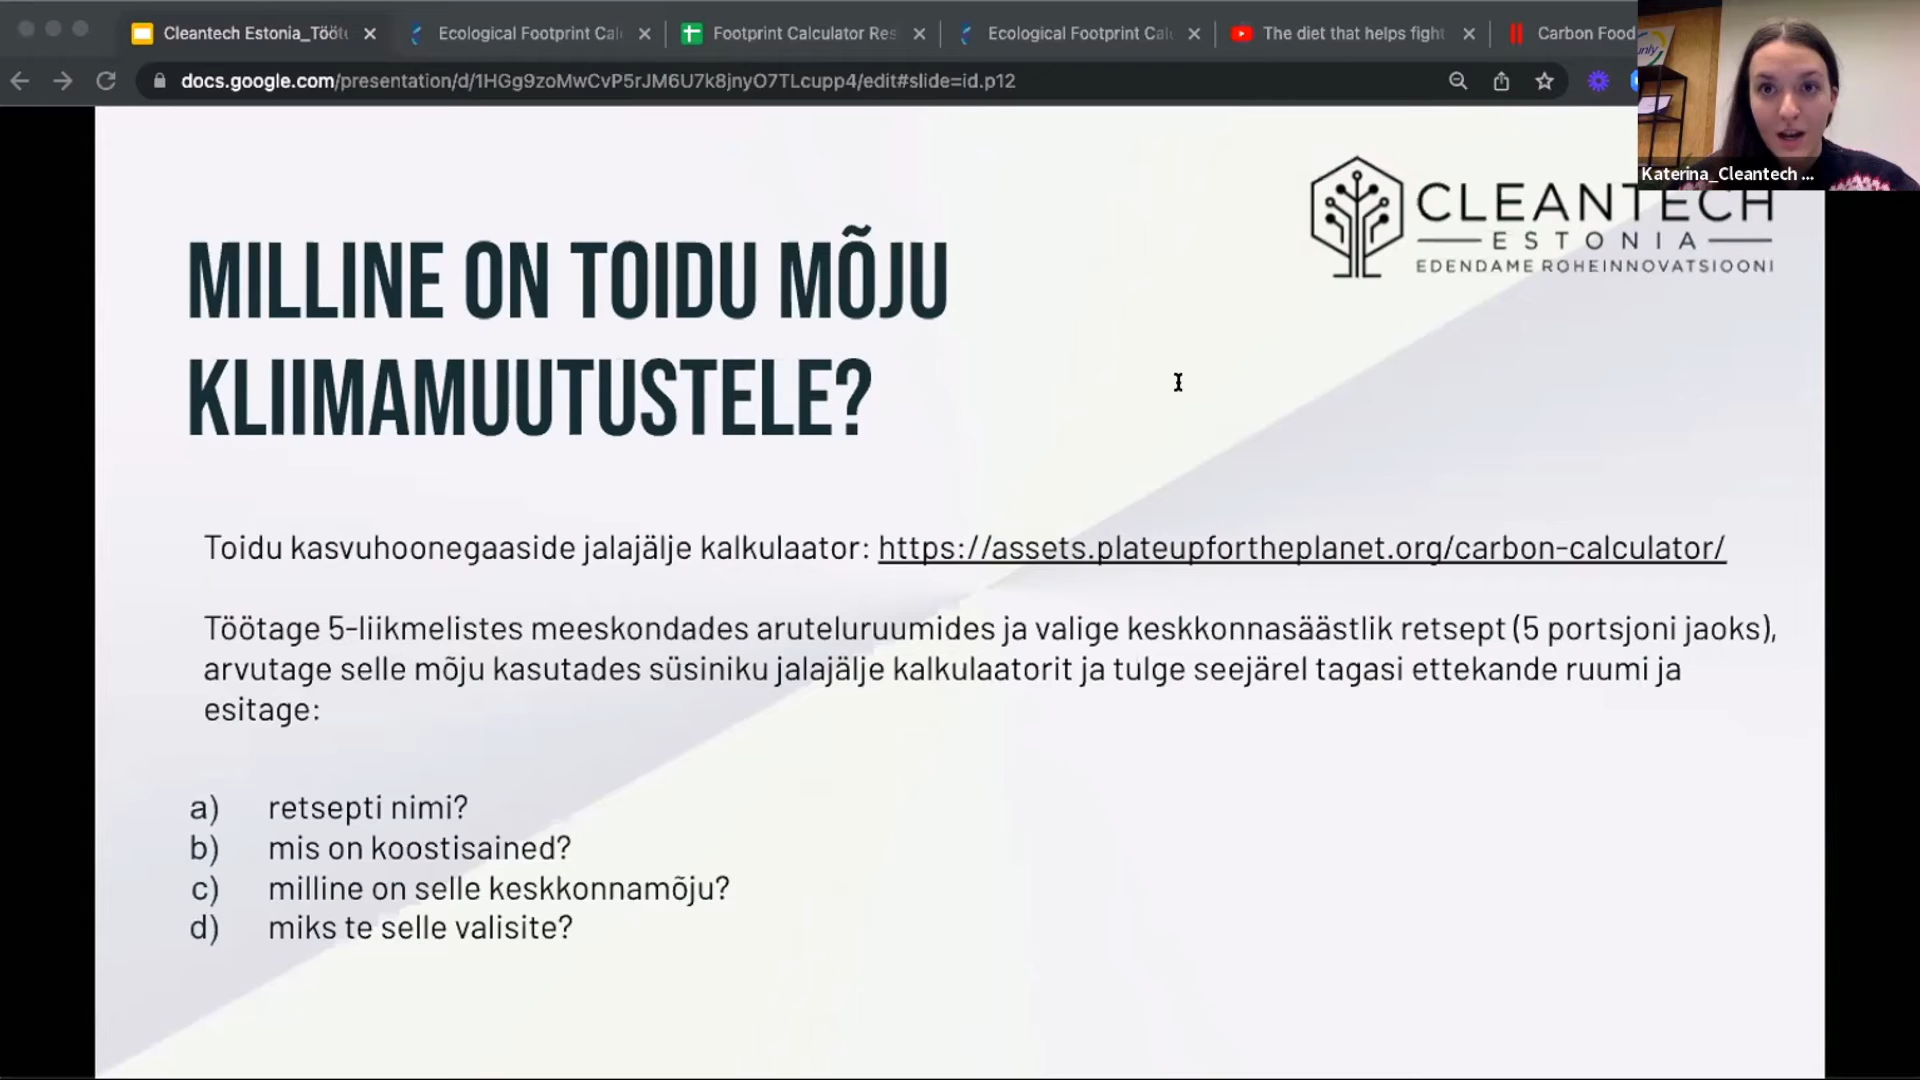 Cleantech Estonia_Tööt
Ecological Footprint Cal
Footprint Calculator Res
Ecological Footprint Cal
The diet that helps fight
Carbon Food
docs.google.com/presentation/d/1HGg9zoMwCvP5rJM6U7k8jnyO7TLcupp4/edit#slide=id.p12
Katerina_Cleantech ...
CLEANTECH
ESTONIA
EDENDAME ROHEINNOVATSIOONI
MILLINE ON TOIDU MÕJU
KLIIMAMUUTUSTELE?
Toidu kasvuhoonegaaside jalajälje kalkulaator: https://assets.plateupfortheplanet.org/carbon-calculator/
Töötage 5-liikmelistes meeskondades aruteluruumides ja valige keskkonnasäästlik retsept (5 portsjoni jaoks),
arvutage selle mõju kasutades süsiniku jalajälje kalkulaatorit ja tulge seejärel tagasi ettekande ruumi ja
esitage:
a) retsepti nimi?
b) mis on koostisained?
c) milline on selle keskkonnamõju?
d) miks te selle valisite?